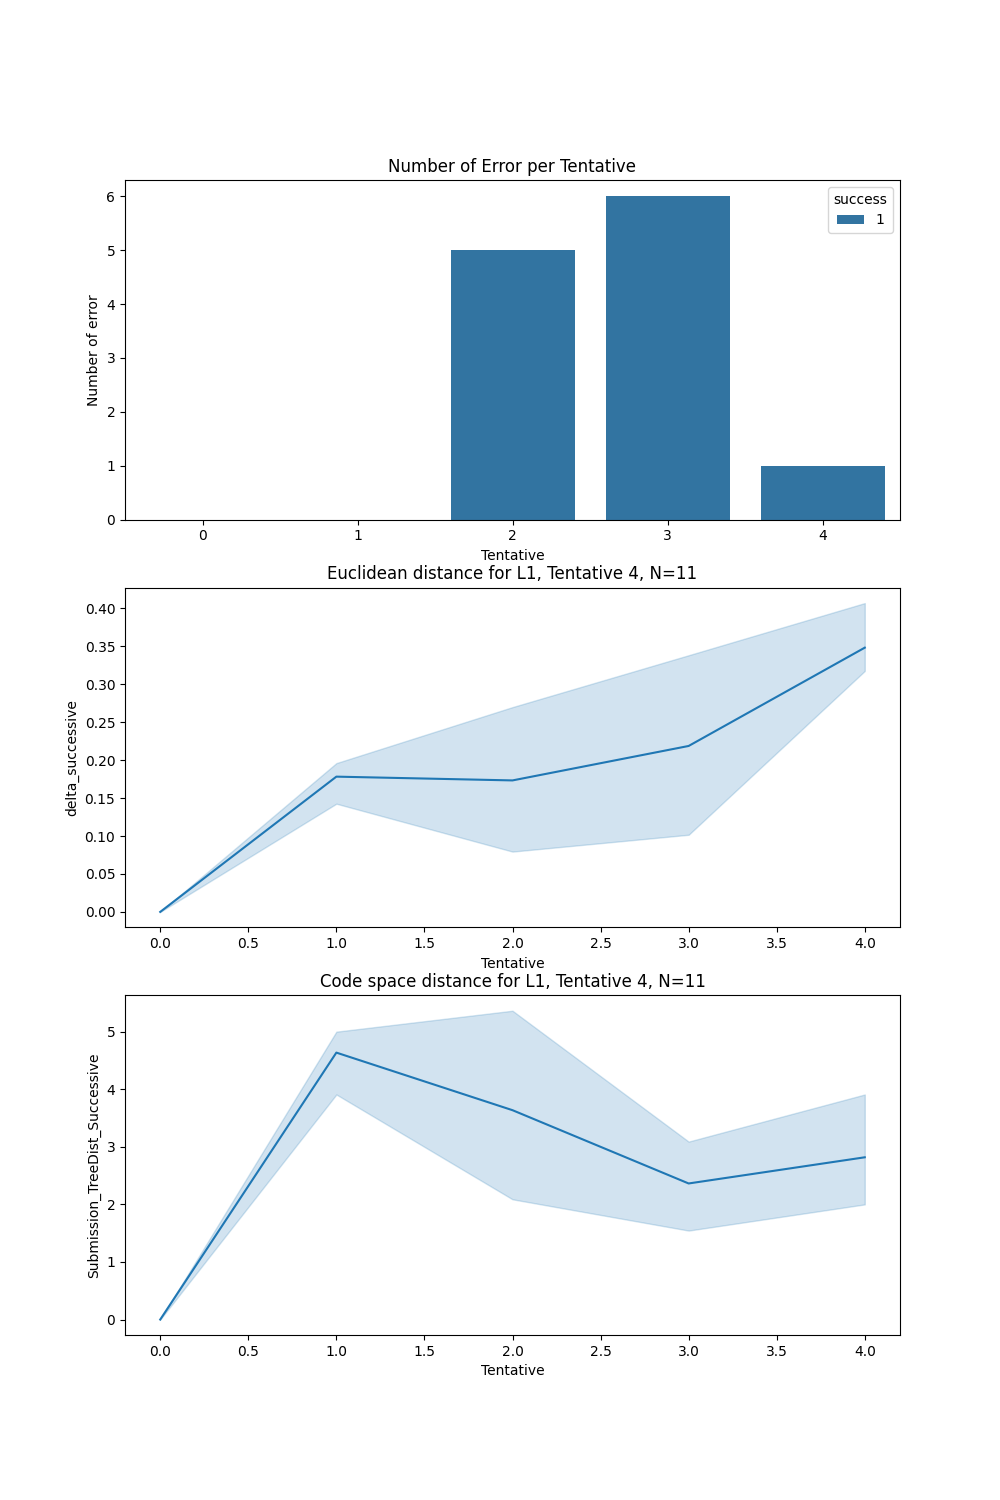 Number of Error per Tentative
6
5
4
3
2
1
0
Number of error
success
1
0 1 2 3 4
Tentative
Euclidean distance for L1, Tentative 4, N=11
0.40
0.35
0.30
0.25
0.20
0.15
0.10
0.05
0.00
delta_successive
0.0 0.5 1.0 1.5 2.0 2.5 3.0 3.5 4.0
Tentative
Code space distance for L1, Tentative 4, N=11
5
4
3
2
1
0
Submission_TreeDist_Successive
0.0 0.5 1.0 1.5 2.0 2.5 3.0 3.5 4.0
Tentative